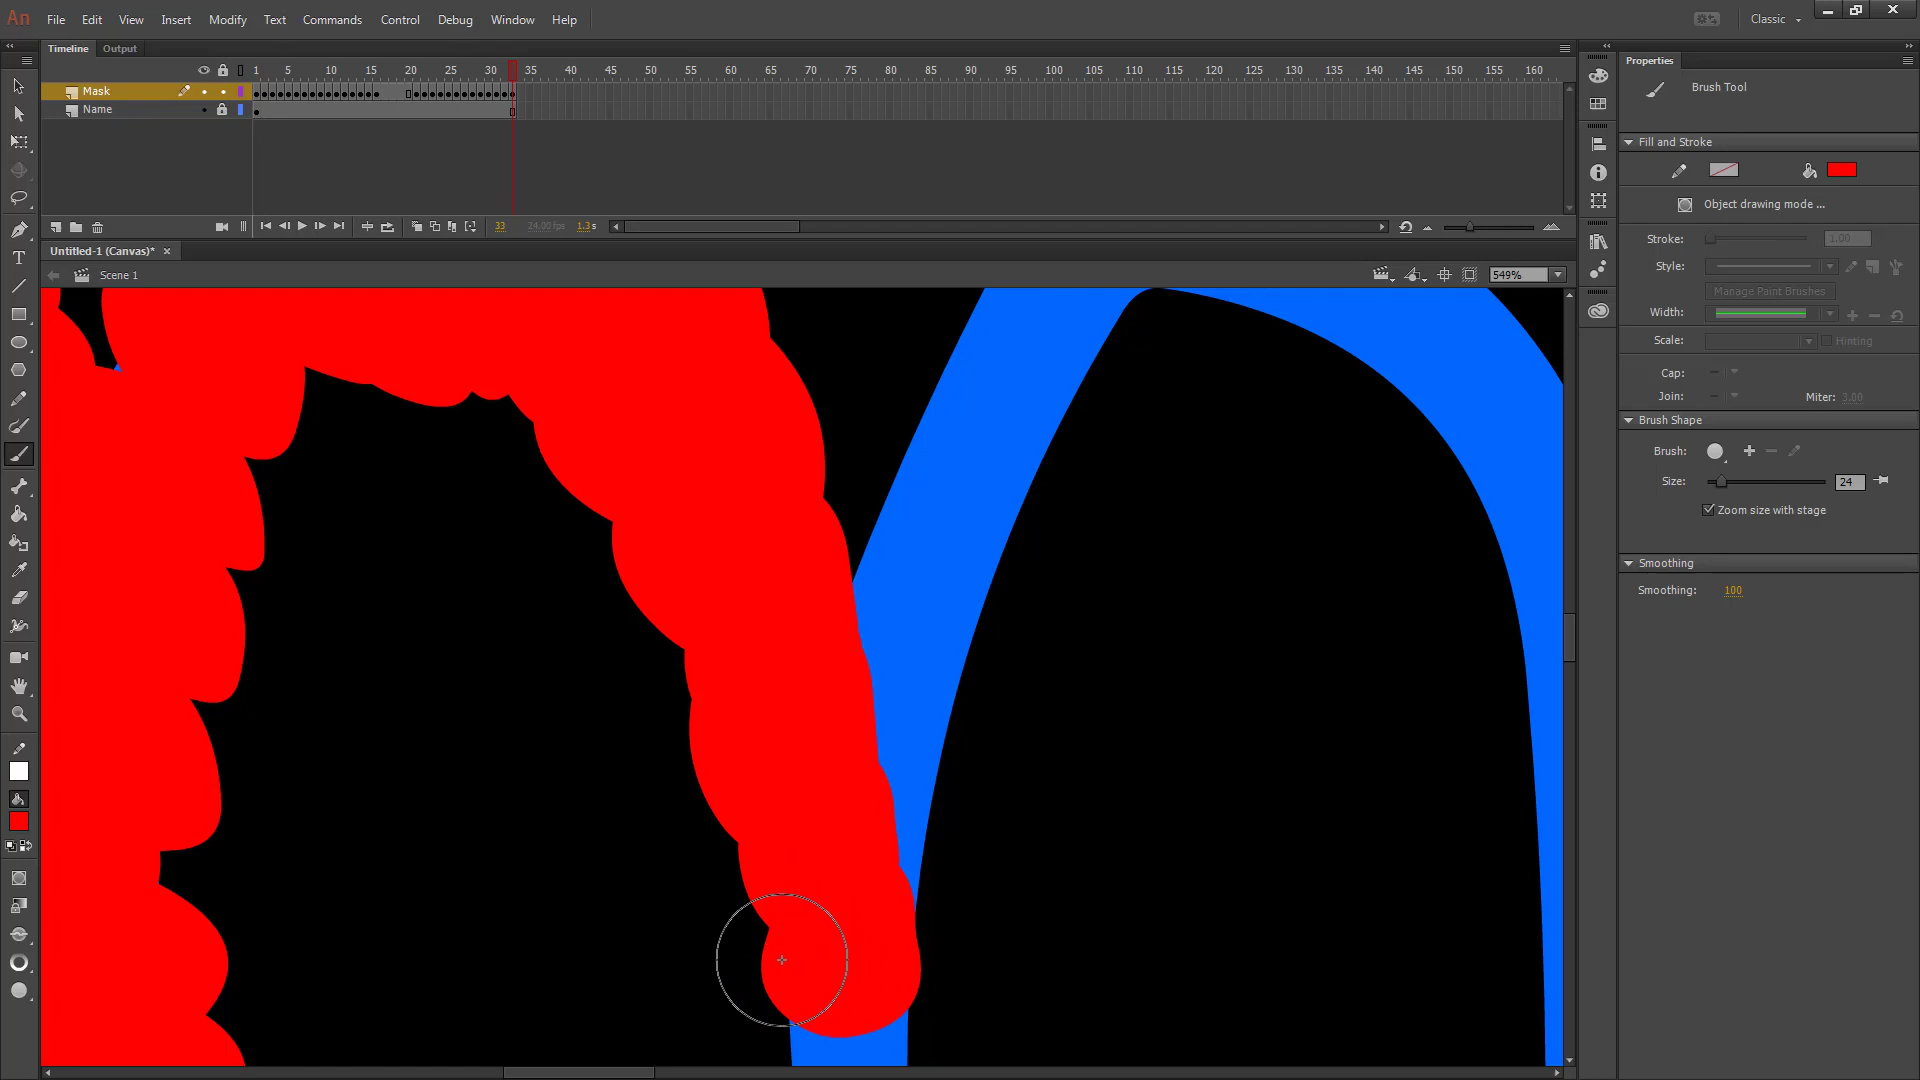 An File Edit View Insert Modify Text Commands Control Debug Window Help Classic
Timeline Output
1 5 10 15 20 25 30 35 40 45 50 55 60 65 70 75 80 85 90 95 100 105 110 115 120 125 130 135 140 145 150 155 160
Mask
Name
33 24.00 fps 1.3 s
Untitled-1 (Canvas)* ×
Scene 1
549%
Properties
Brush Tool
Fill and Stroke
Object drawing mode ...
Stroke: 1.00
Style:
Manage Paint Brushes
Width:
Scale: Hinting
Cap:
Join: Miter: 3.00
Brush Shape
Brush:
Size: 24
Zoom size with stage
Smoothing
Smoothing: 100